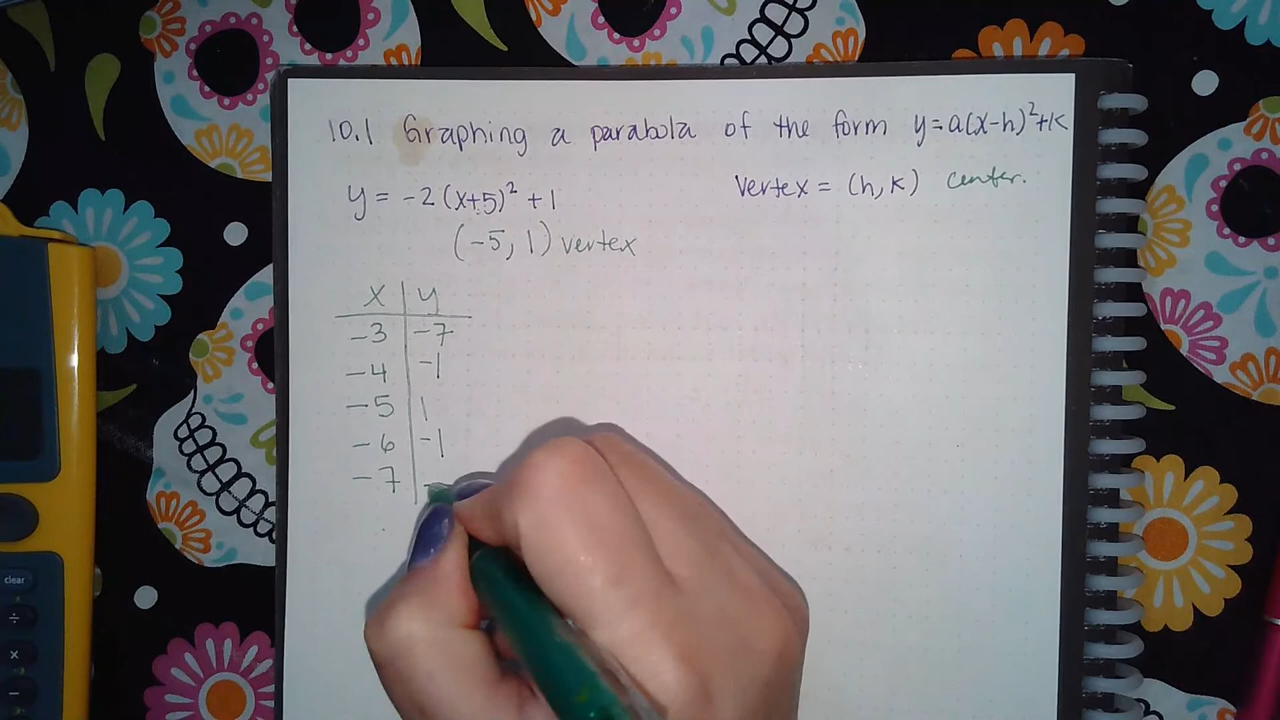 10.1 Graphing a parabola of the form y=a(x-h)²+k
y = -2(x+5)² + 1
vertex = (h, k) center.
(-5, 1) vertex
x y
-3 -7
-4 -1
-5 1
-6 -1
-7 -
clear
÷
×
−